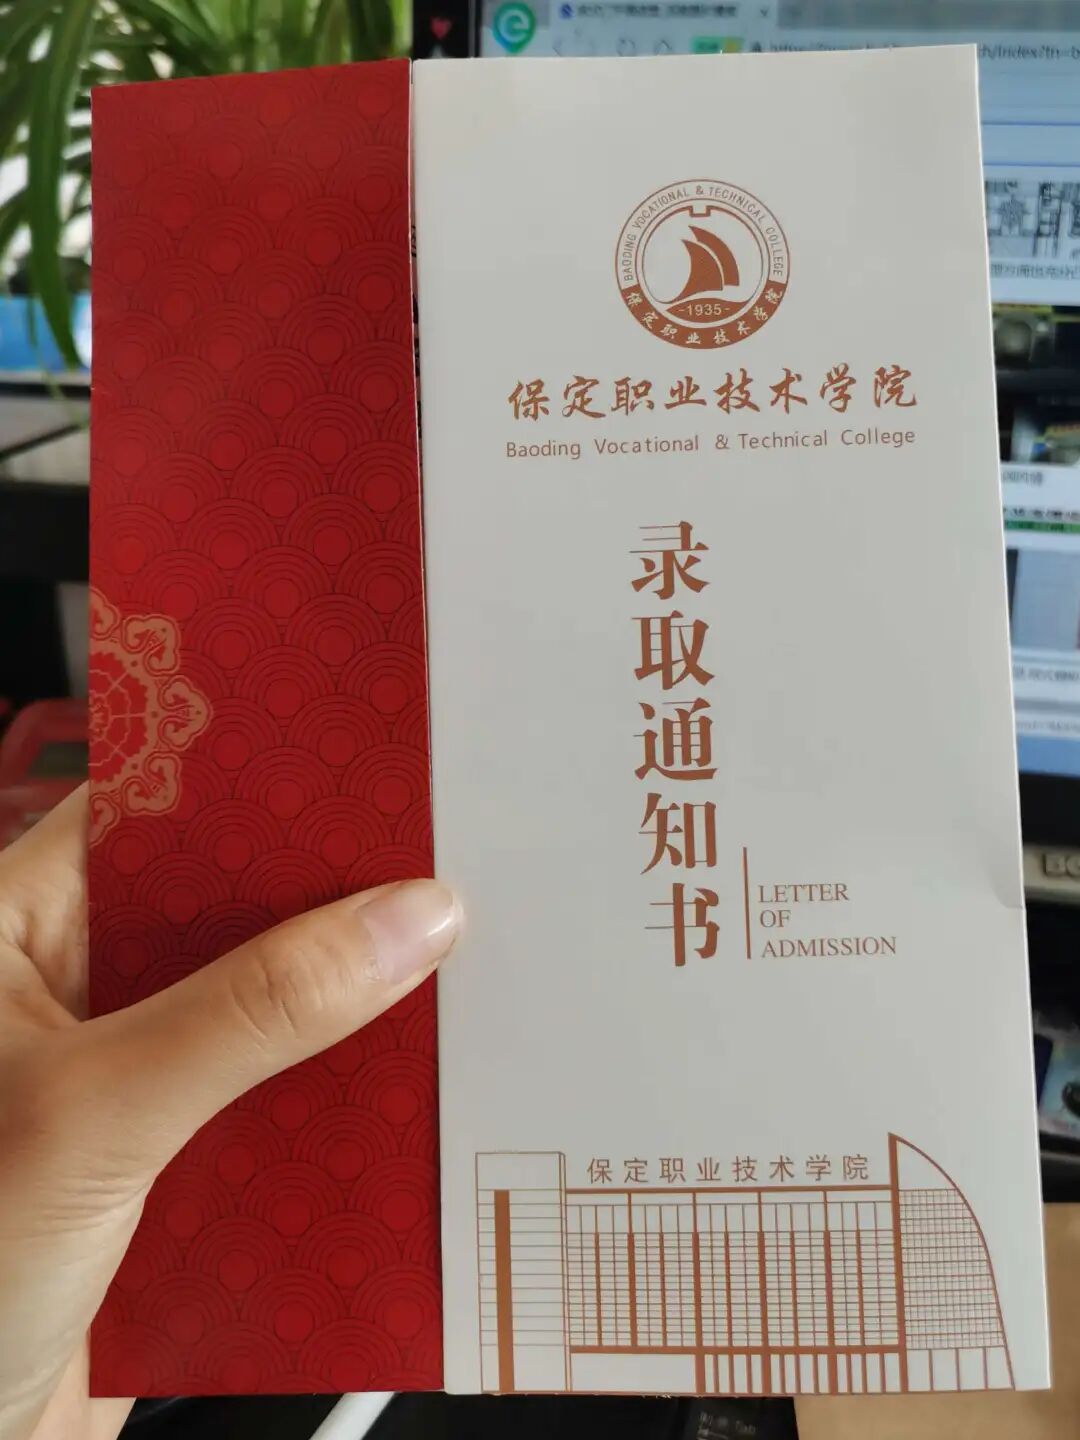 BAODING VOCATIONAL & TECHNICAL COLLEGE
-1935-
保定职业技术学院
保定职业技术学院
Baoding Vocational & Technical College
录取通知书
LETTER
OF
ADMISSION
保定职业技术学院